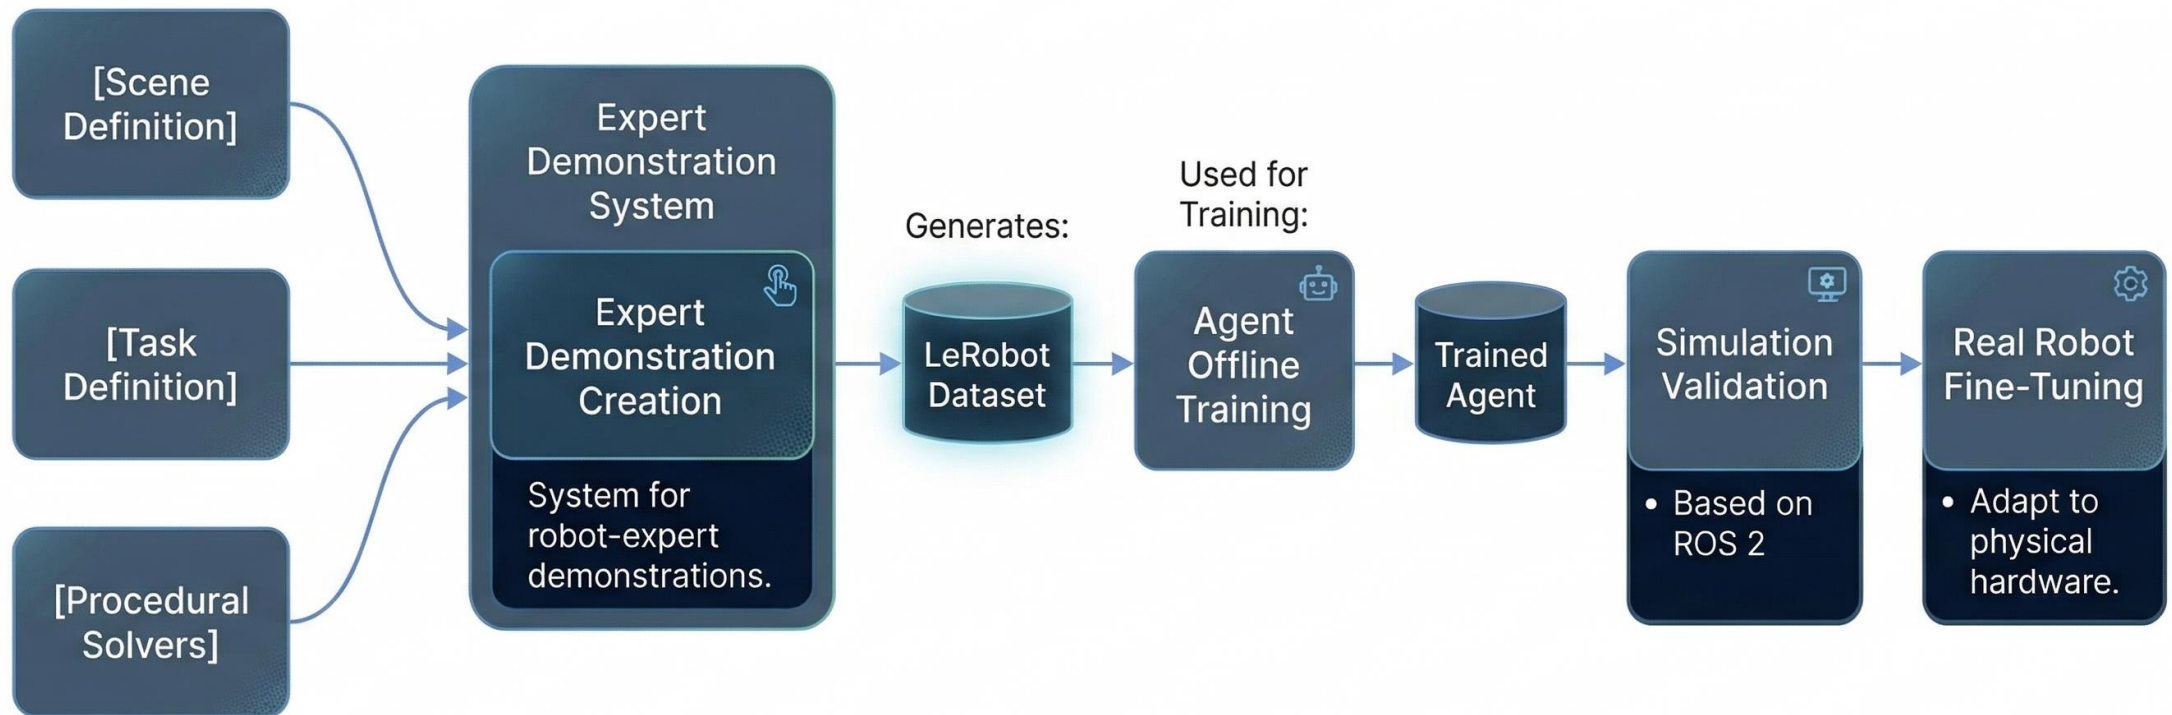 [Scene
Definition]
[Task
Definition]
[Procedural
Solvers]
Expert
Demonstration
System
Expert
Demonstration
Creation
System for
robot-expert
demonstrations.
Generates:
LeRobot
Dataset
Used for
Training:
Agent
Offline
Training
Trained
Agent
Simulation
Validation
• Based on
ROS 2
Real Robot
Fine-Tuning
• Adapt to
physical
hardware.